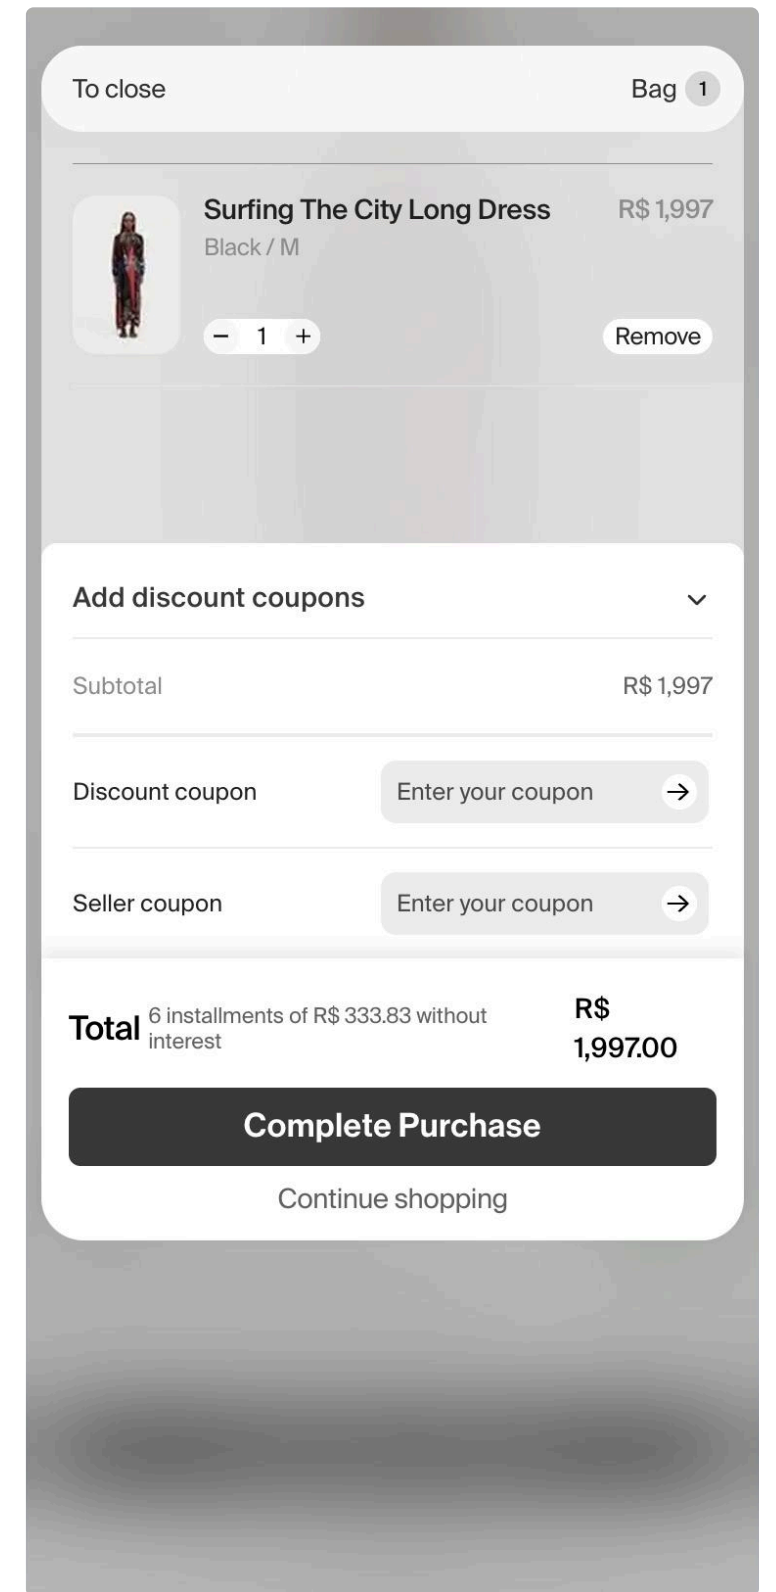 To close
Bag 1
Surfing The City Long Dress R$ 1,997
Black / M
− 1 + Remove
Add discount coupons
Subtotal R$ 1,997
Discount coupon Enter your coupon →
Seller coupon Enter your coupon →
Total 6 installments of R$ 333.83 without
interest
R$
1,997.00
Complete Purchase
Continue shopping